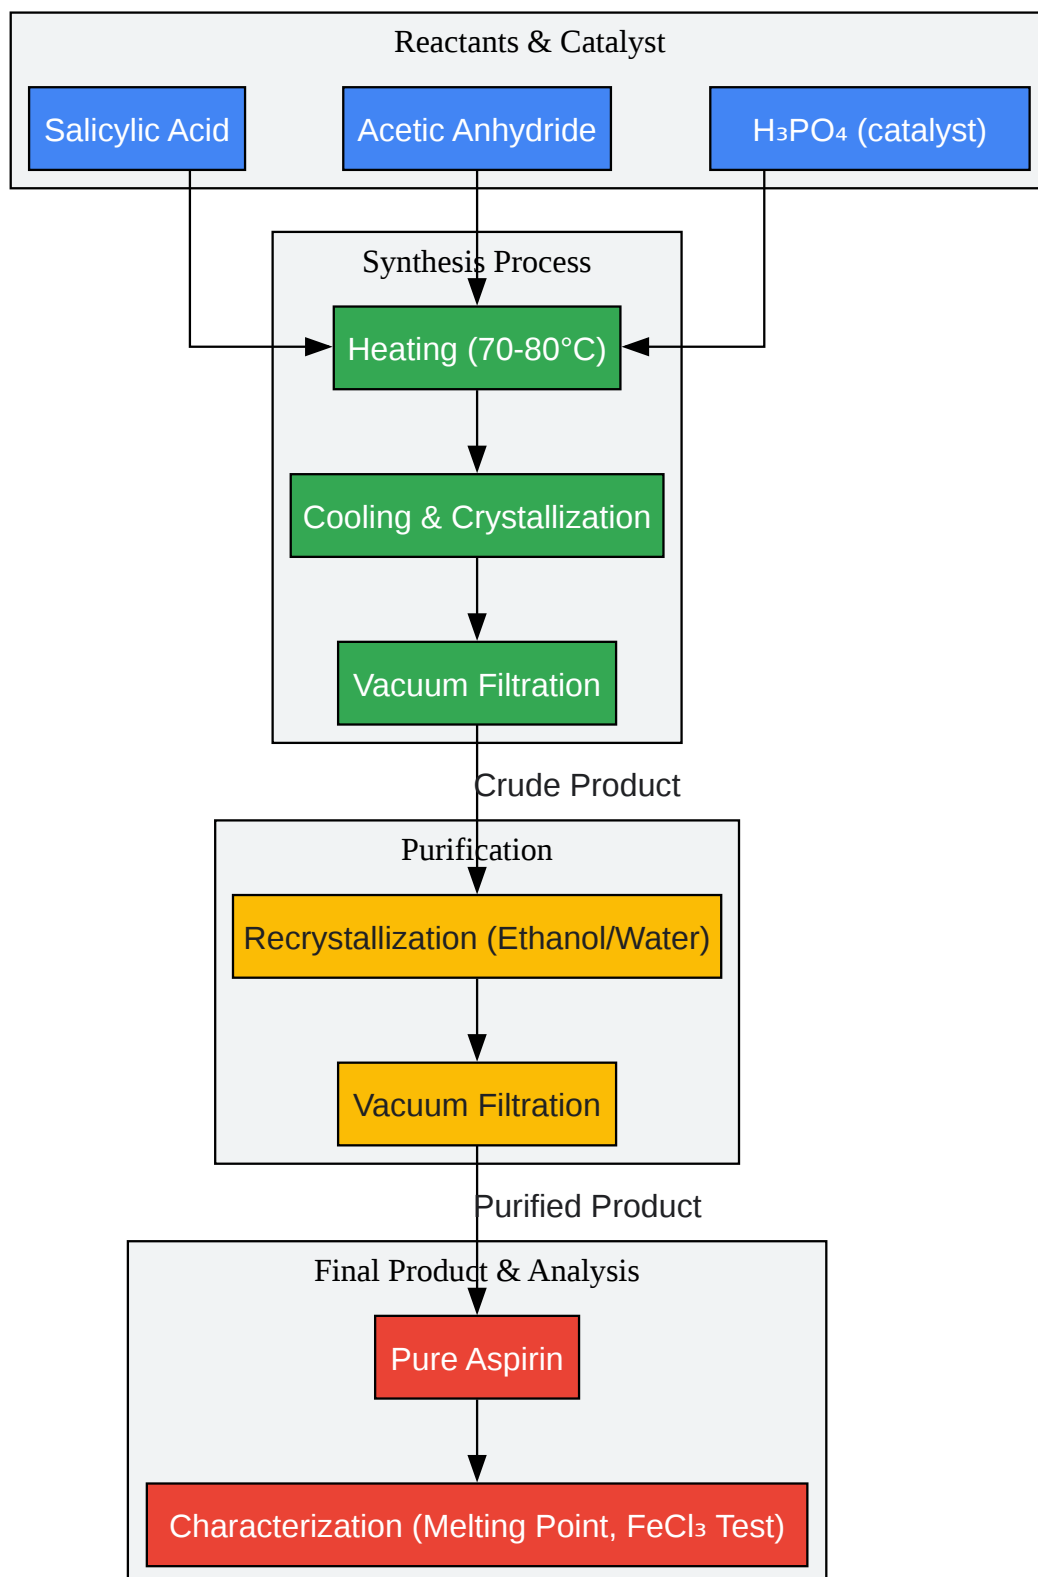 Reactants & Catalyst
Salicylic Acid
Acetic Anhydride
H₃PO₄ (catalyst)
Synthesis Process
Heating (70-80°C)
Cooling & Crystallization
Vacuum Filtration
Crude Product
Purification
Recrystallization (Ethanol/Water)
Vacuum Filtration
Purified Product
Final Product & Analysis
Pure Aspirin
Characterization (Melting Point, FeCl₃ Test)